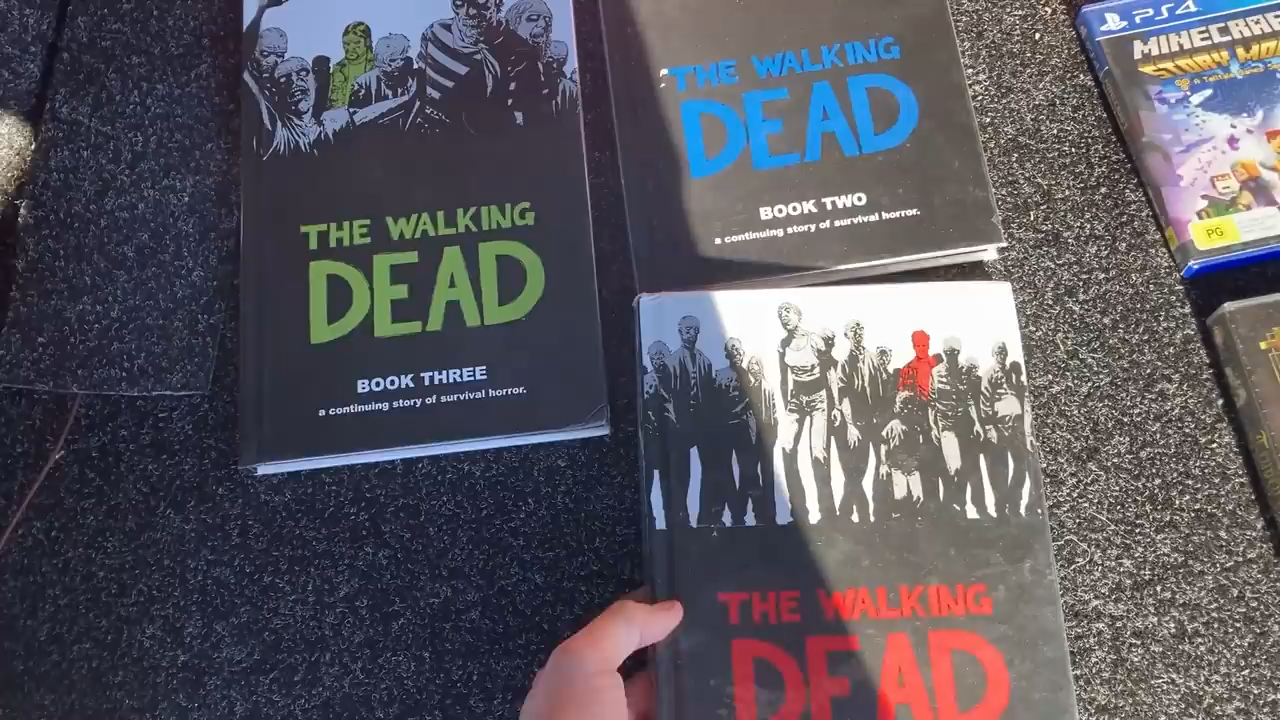 THE WALKING
DEAD
BOOK THREE
a continuing story of survival horror.
THE WALKING
DEAD
BOOK TWO
a continuing story of survival horror.
THE WALKING
DEAD
PS4
MINECRAFT
PG